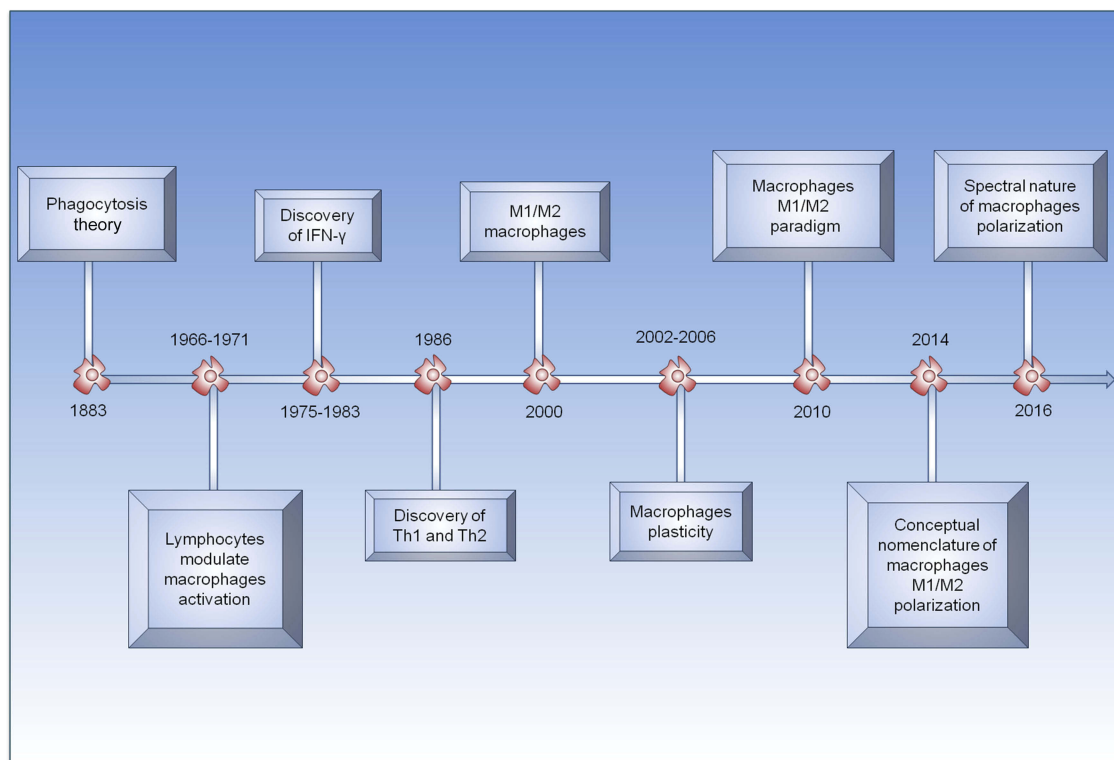 Phagocytosis
theory
1883
1966-1971
Lymphocytes
modulate
macrophages
activation
Discovery
of IFN-γ
1975-1983
1986
Discovery of
Th1 and Th2
M1/M2
macrophages
2000
2002-2006
Macrophages
plasticity
Macrophages
M1/M2
paradigm
2010
2014
Conceptual
nomenclature of
macrophages
M1/M2
polarization
Spectral nature
of macrophages
polarization
2016